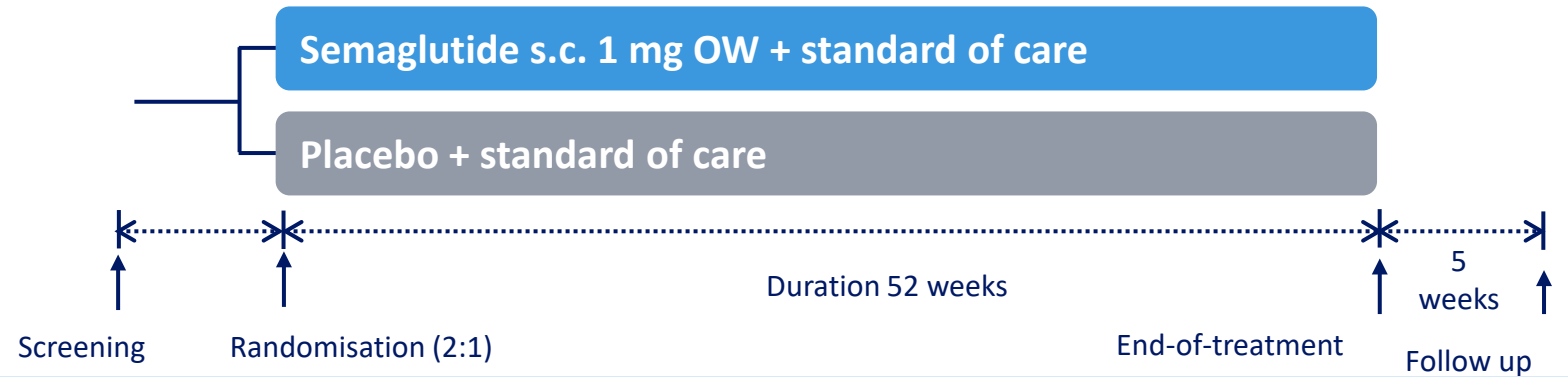 Semaglutide s.c. 1 mg OW + standard of care
Placebo + standard of care
Duration 52 weeks
5
weeks
Screening
Randomisation (2:1)
End-of-treatment
Follow up